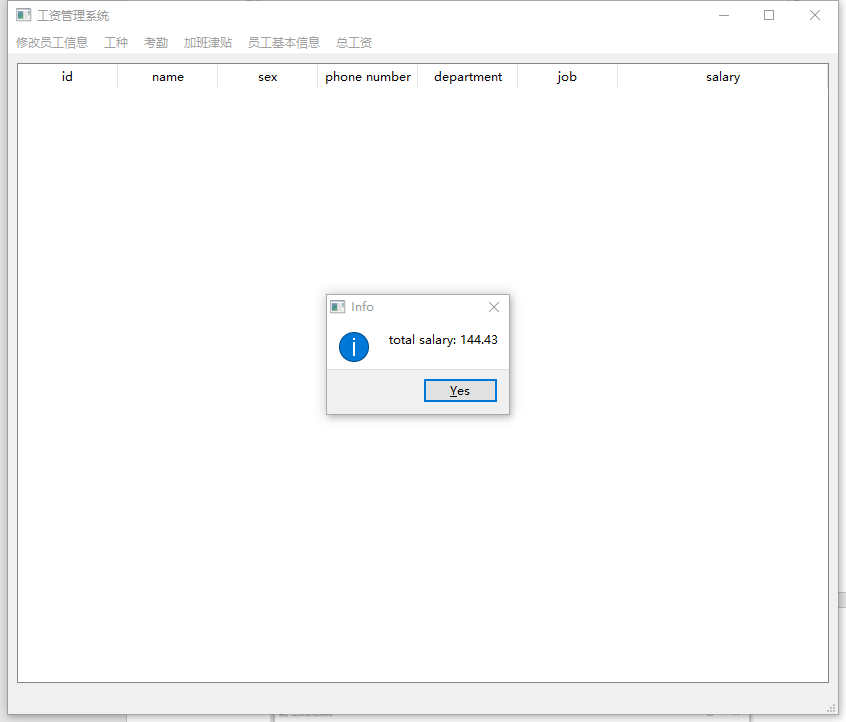 工资管理系统
修改员工信息 工种 考勤 加班津贴 员工基本信息 总工资
id name sex phone number department job salary
Info
total salary: 144.43
Yes